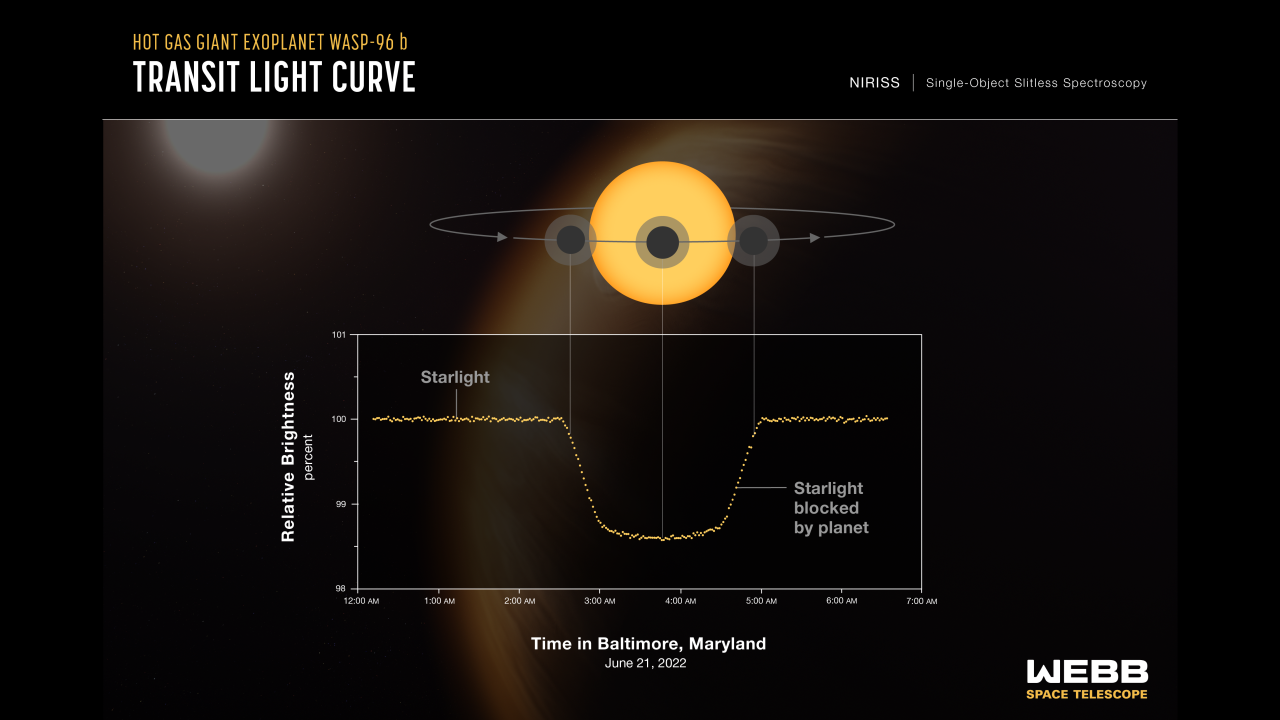 HOT GAS GIANT EXOPLANET WASP-96 b
TRANSIT LIGHT CURVE
NIRISS | Single-Object Slitless Spectroscopy
101
100
99
98
Relative Brightness
percent
Starlight
Starlight
blocked
by planet
12:00 AM 1:00 AM 2:00 AM 3:00 AM 4:00 AM 5:00 AM 6:00 AM 7:00 AM
Time in Baltimore, Maryland
June 21, 2022
WEBB
SPACE TELESCOPE